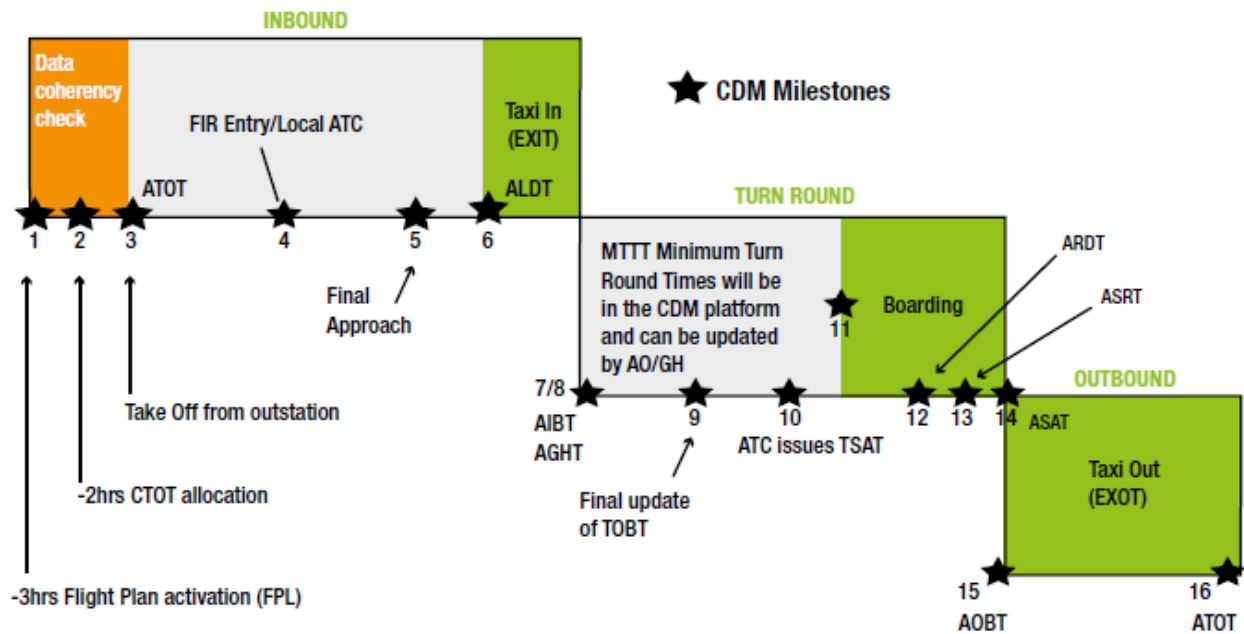 INBOUND
Data
coherency
check
FIR Entry/Local ATC
Taxi In
(EXIT)
CDM Milestones
ATOT
ALDT
1
2
3
4
5
6
TURN ROUND
Final
Approach
MTTT Minimum Turn
Round Times will be
in the CDM platform
and can be updated
by AO/GH
11
Boarding
ARDT
ASRT
Take Off from outstation
7/8
AIBT
AGHT
9
10
ATC issues TSAT
12
13
14
ASAT
OUTBOUND
-2hrs CTOT allocation
Final update
of TOBT
Taxi Out
(EXOT)
-3hrs Flight Plan activation (FPL)
15
AOBT
16
ATOT